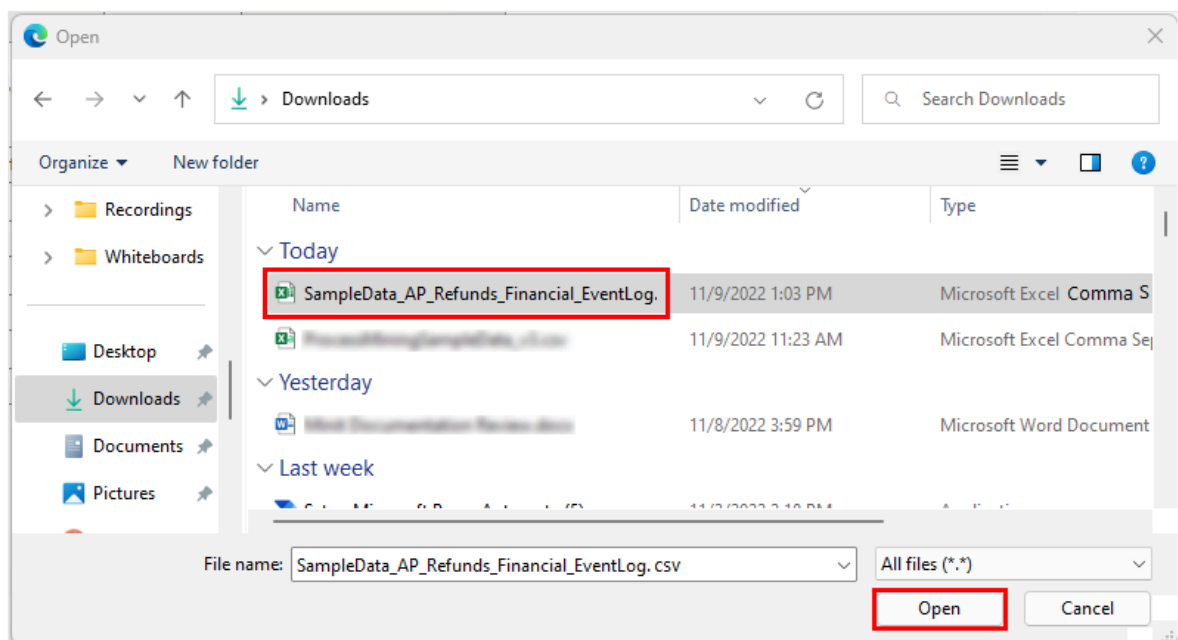 Open
Downloads
Search Downloads
Organize New folder
Name Date modified Type
Recordings
Whiteboards
Today
SampleData_AP_Refunds_Financial_EventLog. 11/9/2022 1:03 PM Microsoft Excel Comma S
11/9/2022 11:23 AM Microsoft Excel Comma Sep
Yesterday
11/8/2022 3:59 PM Microsoft Word Document
Last week
Desktop
Downloads
Documents
Pictures
File name: SampleData_AP_Refunds_Financial_EventLog. csv All files (*.*)
Open Cancel